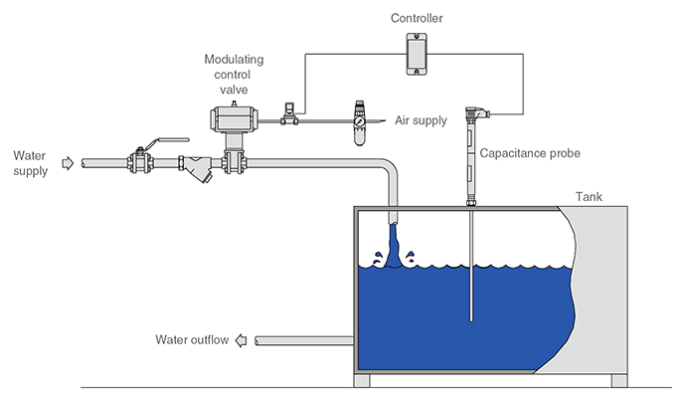 Controller
Modulating
control
valve
Air supply
Water
supply
Capacitance probe
Tank
Water outflow